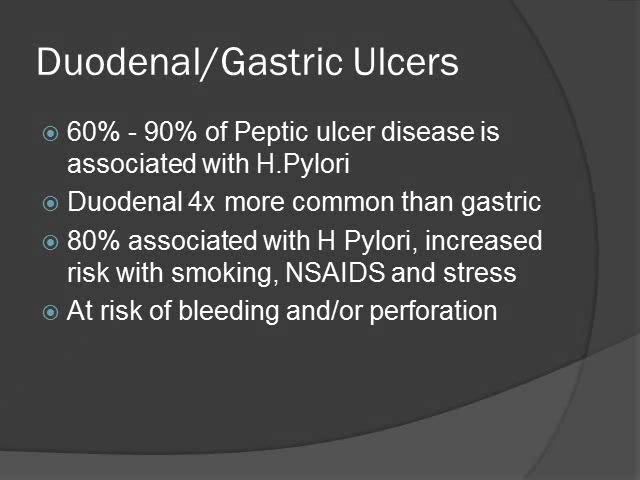 Duodenal/Gastric Ulcers
60% - 90% of Peptic ulcer disease is
associated with H.Pylori
Duodenal 4x more common than gastric
80% associated with H Pylori, increased
risk with smoking, NSAIDS and stress
At risk of bleeding and/or perforation